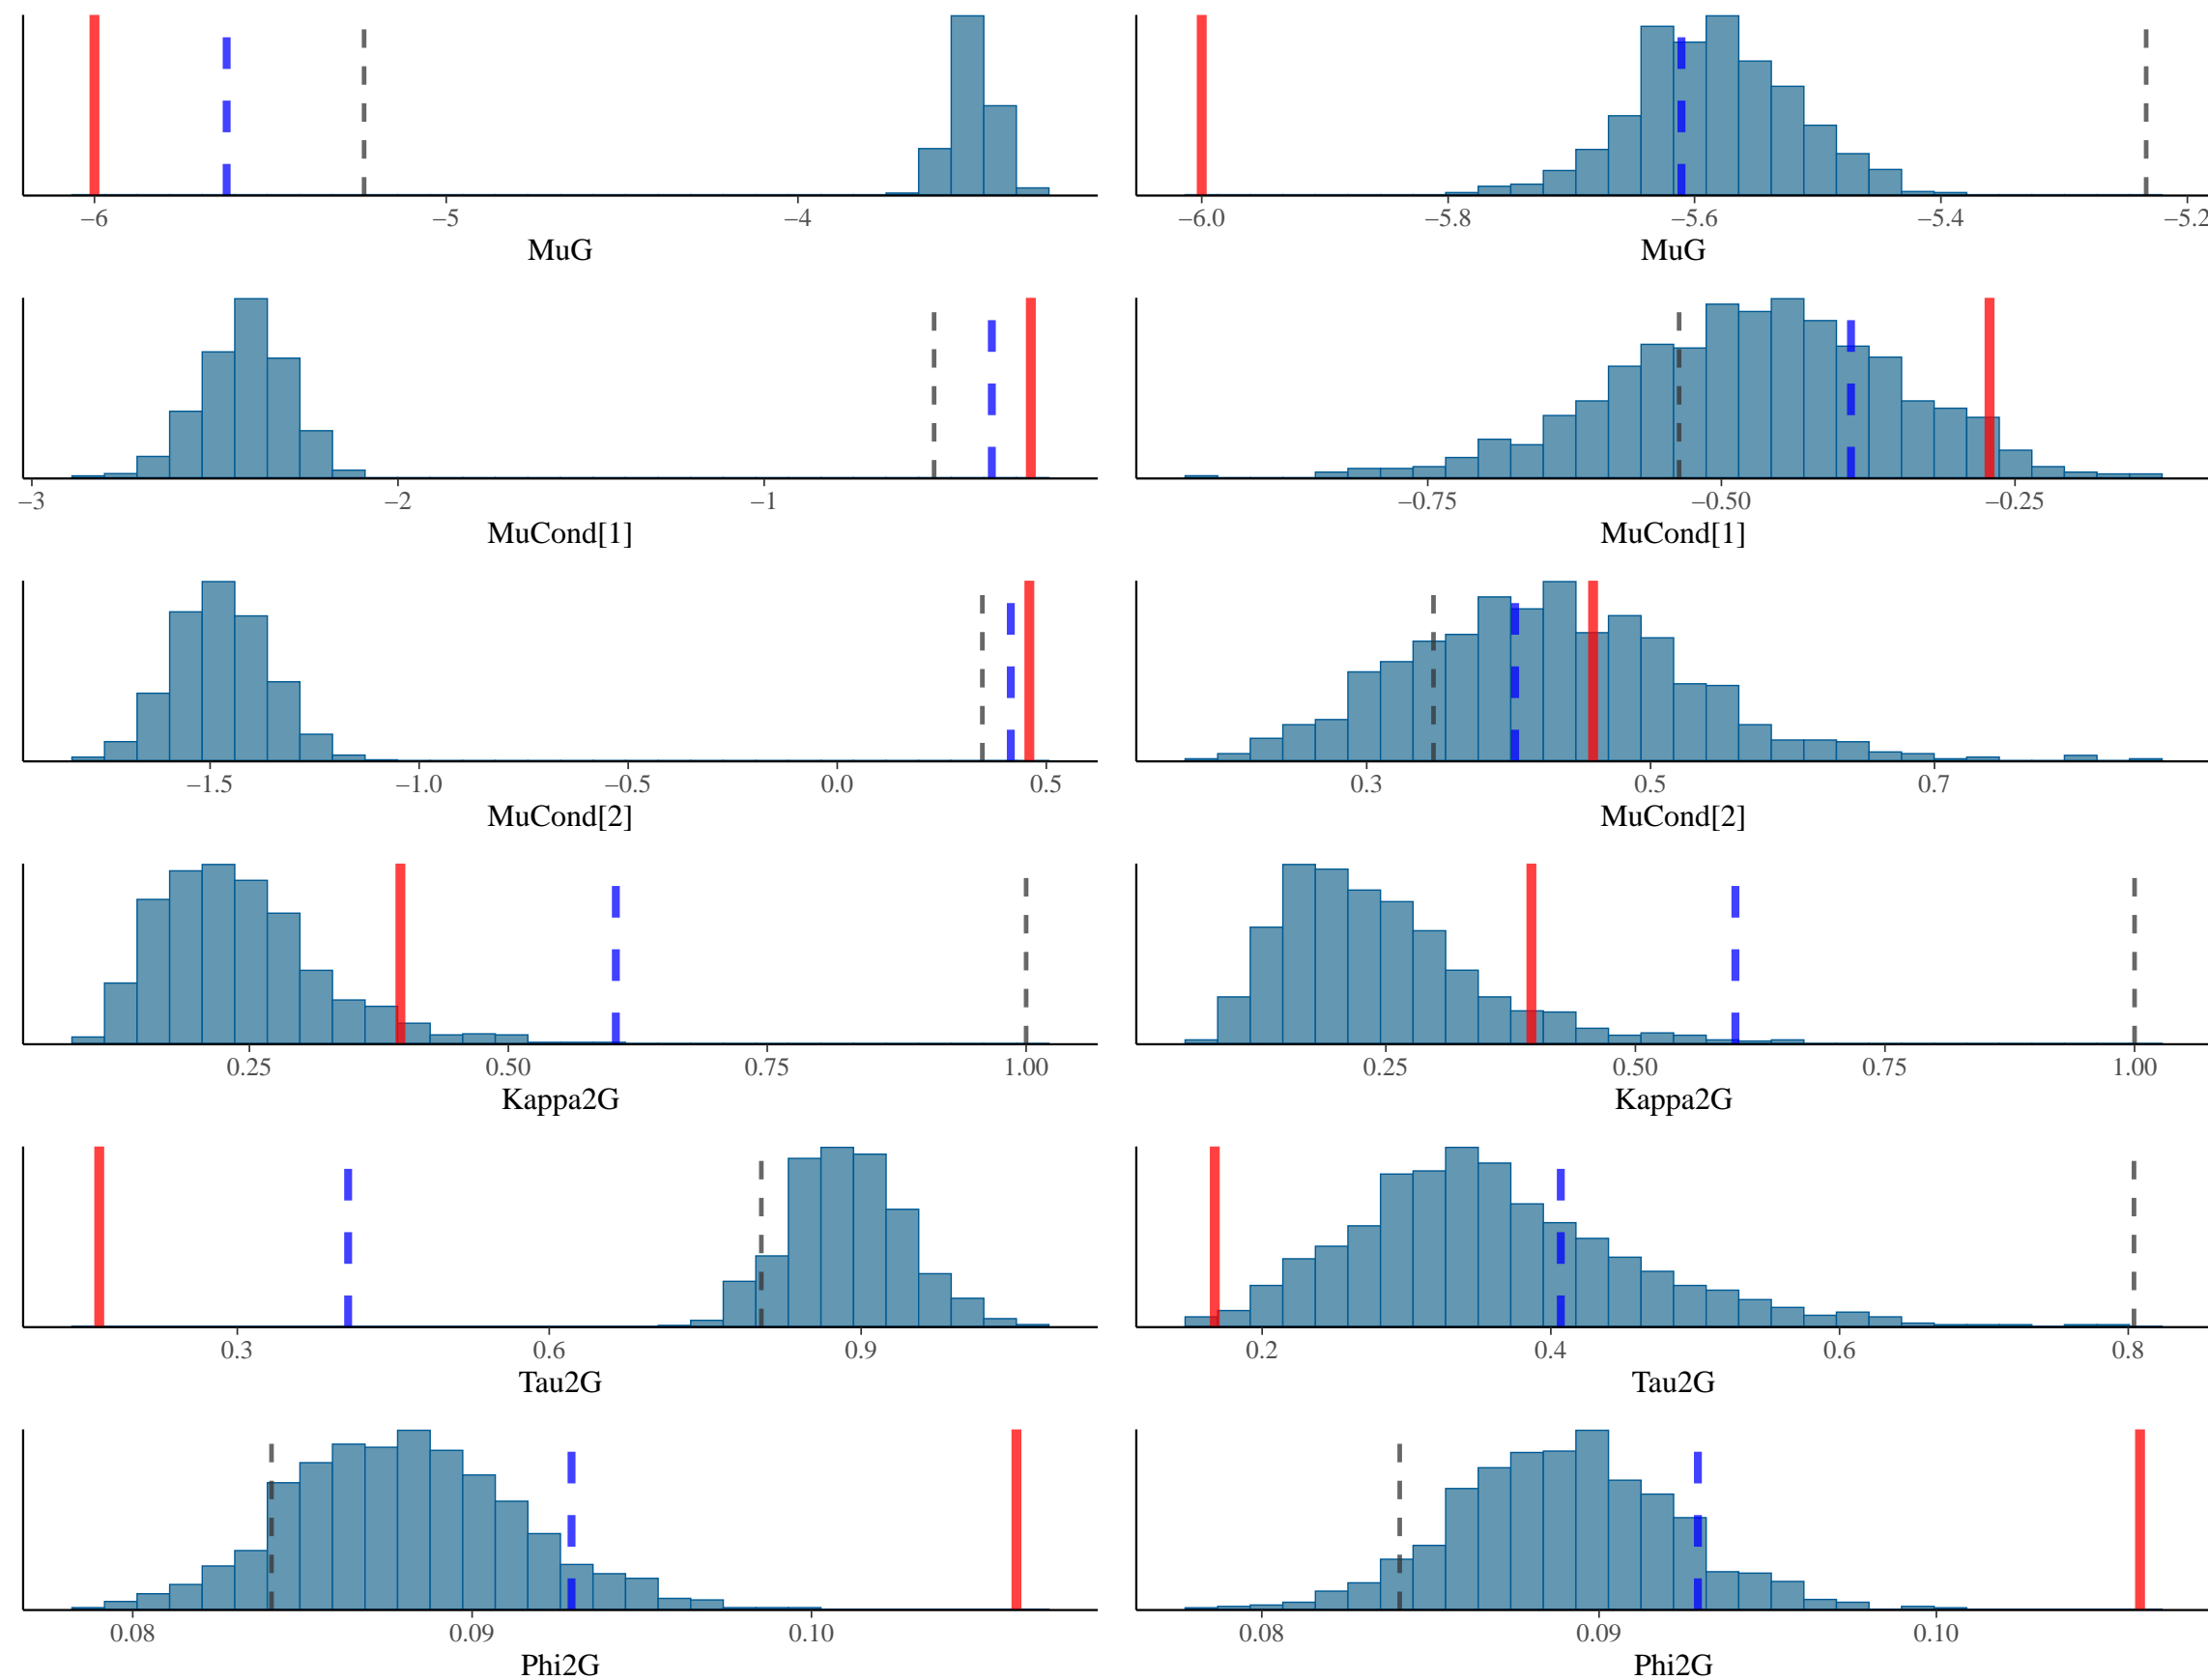 −6 −5 −4
MuG
−6.0 −5.8 −5.6 −5.4 −5.2
MuG
−3 −2 −1
MuCond[1]
−0.75 −0.50 −0.25
MuCond[1]
−1.5 −1.0 −0.5 0.0 0.5
MuCond[2]
0.3 0.5 0.7
MuCond[2]
0.25 0.50 0.75 1.00
Kappa2G
0.25 0.50 0.75 1.00
Kappa2G
0.3 0.6 0.9
Tau2G
0.2 0.4 0.6 0.8
Tau2G
0.08 0.09 0.10
Phi2G
0.08 0.09 0.10
Phi2G